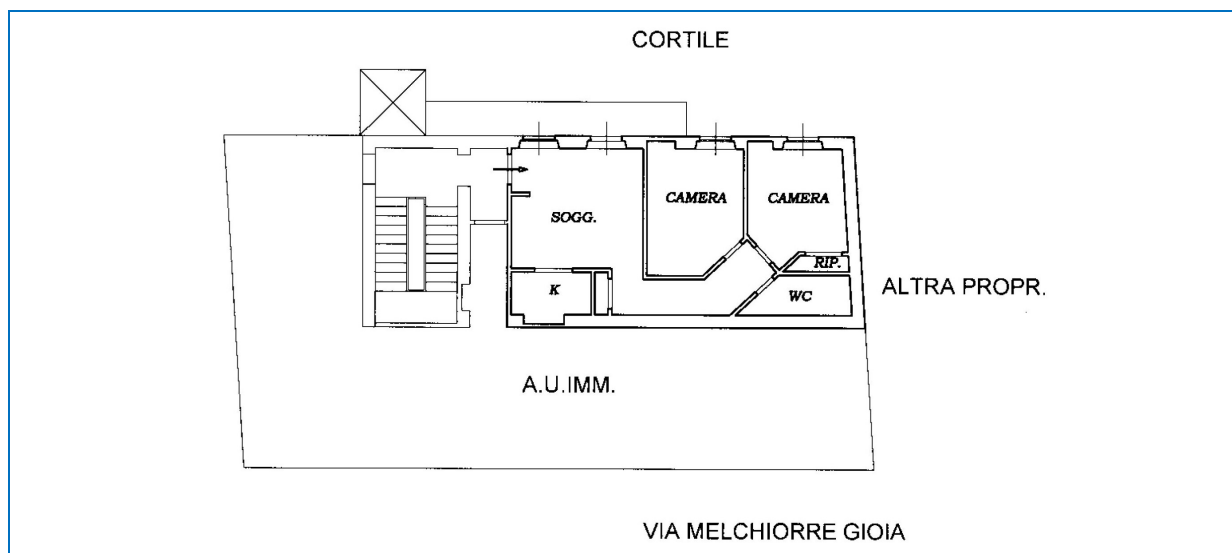 CORTILE
SOGG.
CAMERA
CAMERA
RIP.
K
WC
ALTRA PROPR.
A.U.IMM.
VIA MELCHIORRE GIOIA